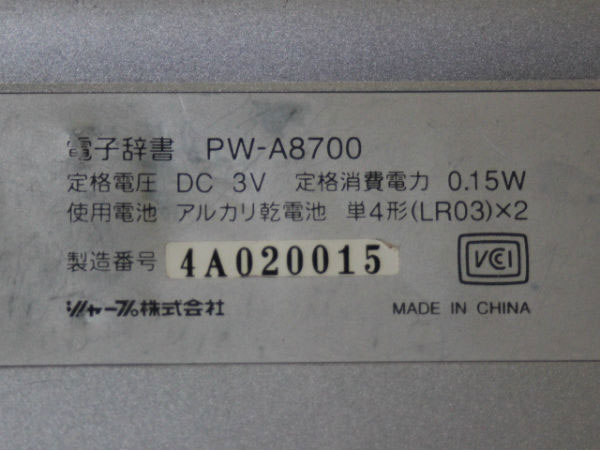 電子辞書 PW-A8700
定格電圧 DC 3V 定格消費電力 0.15W
使用電池 アルカリ乾電池 単4形(LR03)×2
製造番号 4A020015
VCCI
シャープ株式会社 MADE IN CHINA